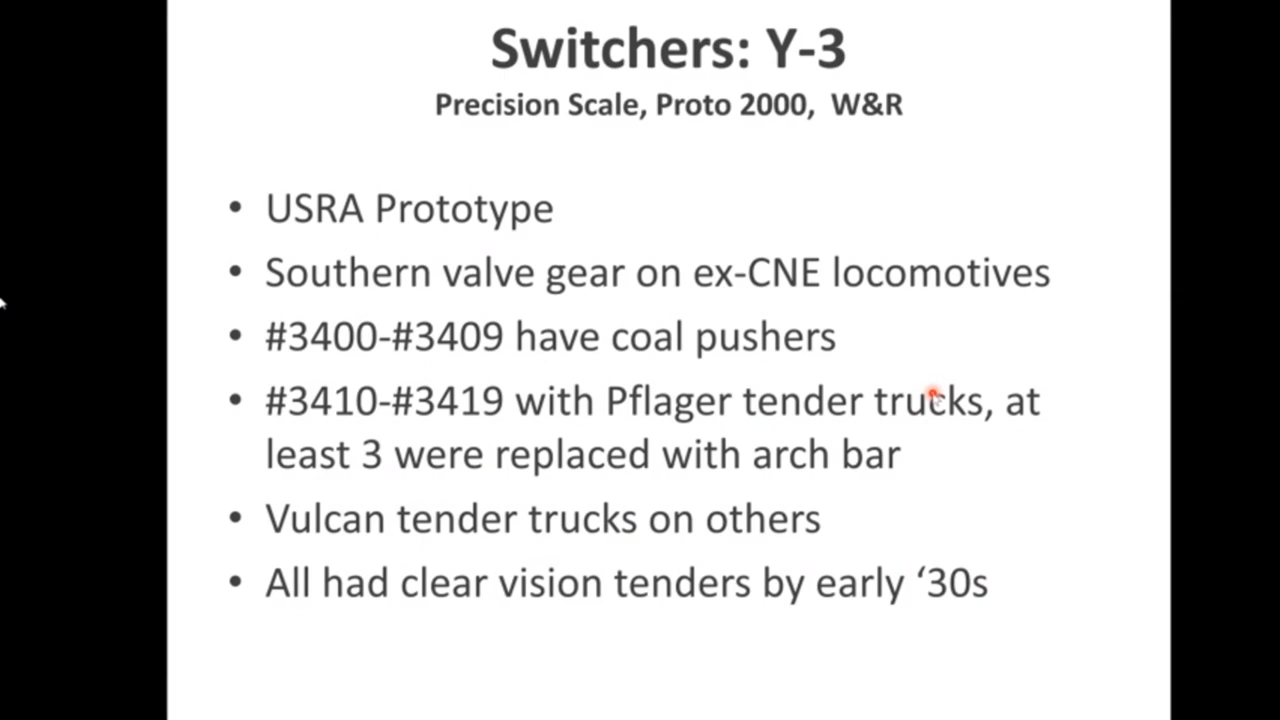 Switchers: Y-3
Precision Scale, Proto 2000, W&R
• USRA Prototype
• Southern valve gear on ex-CNE locomotives
• #3400-#3409 have coal pushers
• #3410-#3419 with Pflager tender trucks, at
least 3 were replaced with arch bar
• Vulcan tender trucks on others
• All had clear vision tenders by early ‘30s